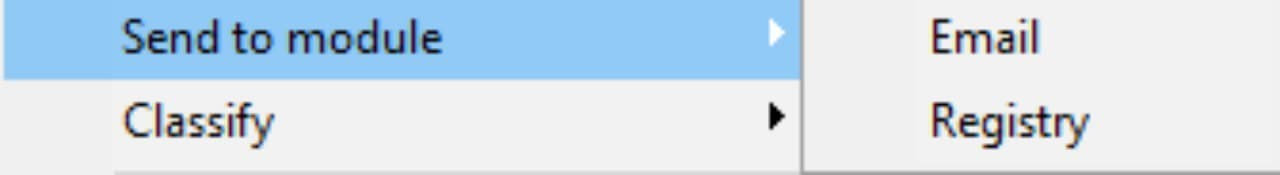 Send to module
Classify
Email
Registry